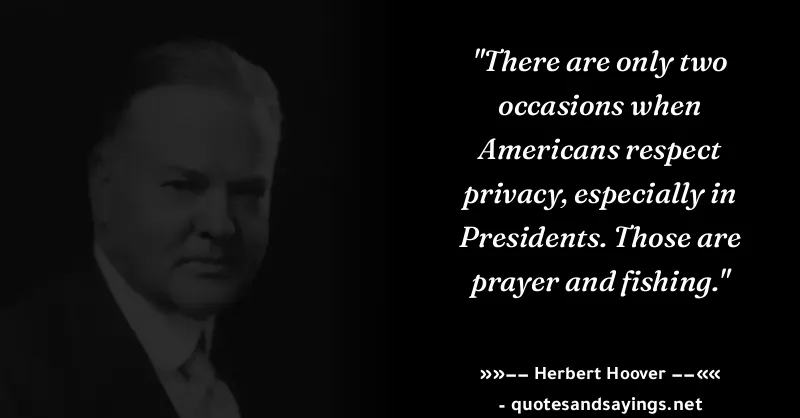 "There are only two
occasions when
Americans respect
privacy, especially in
Presidents. Those are
prayer and fishing."
»»–– Herbert Hoover ––««
- quotesandsayings.net